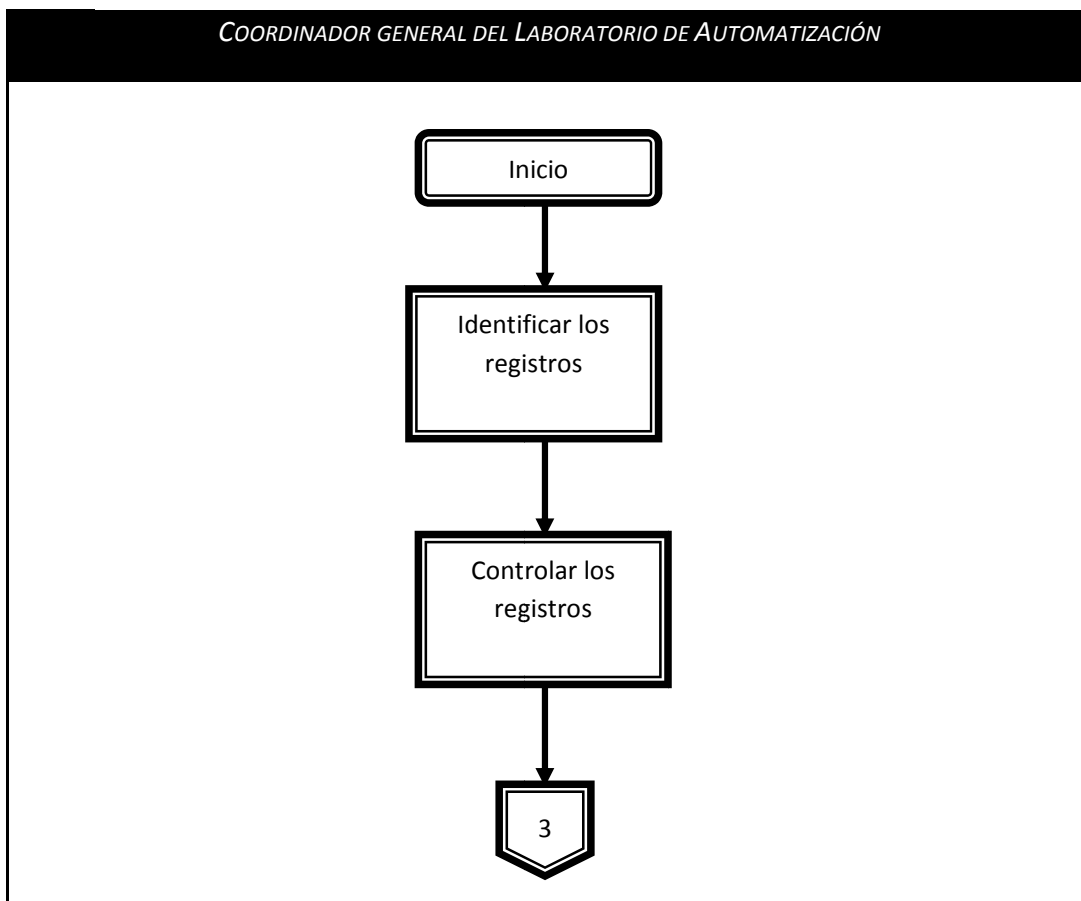 COORDINADOR GENERAL DEL LABORATORIO DE AUTOMATIZACIÓN
Inicio
Identificar los
registros
Controlar los
registros
3